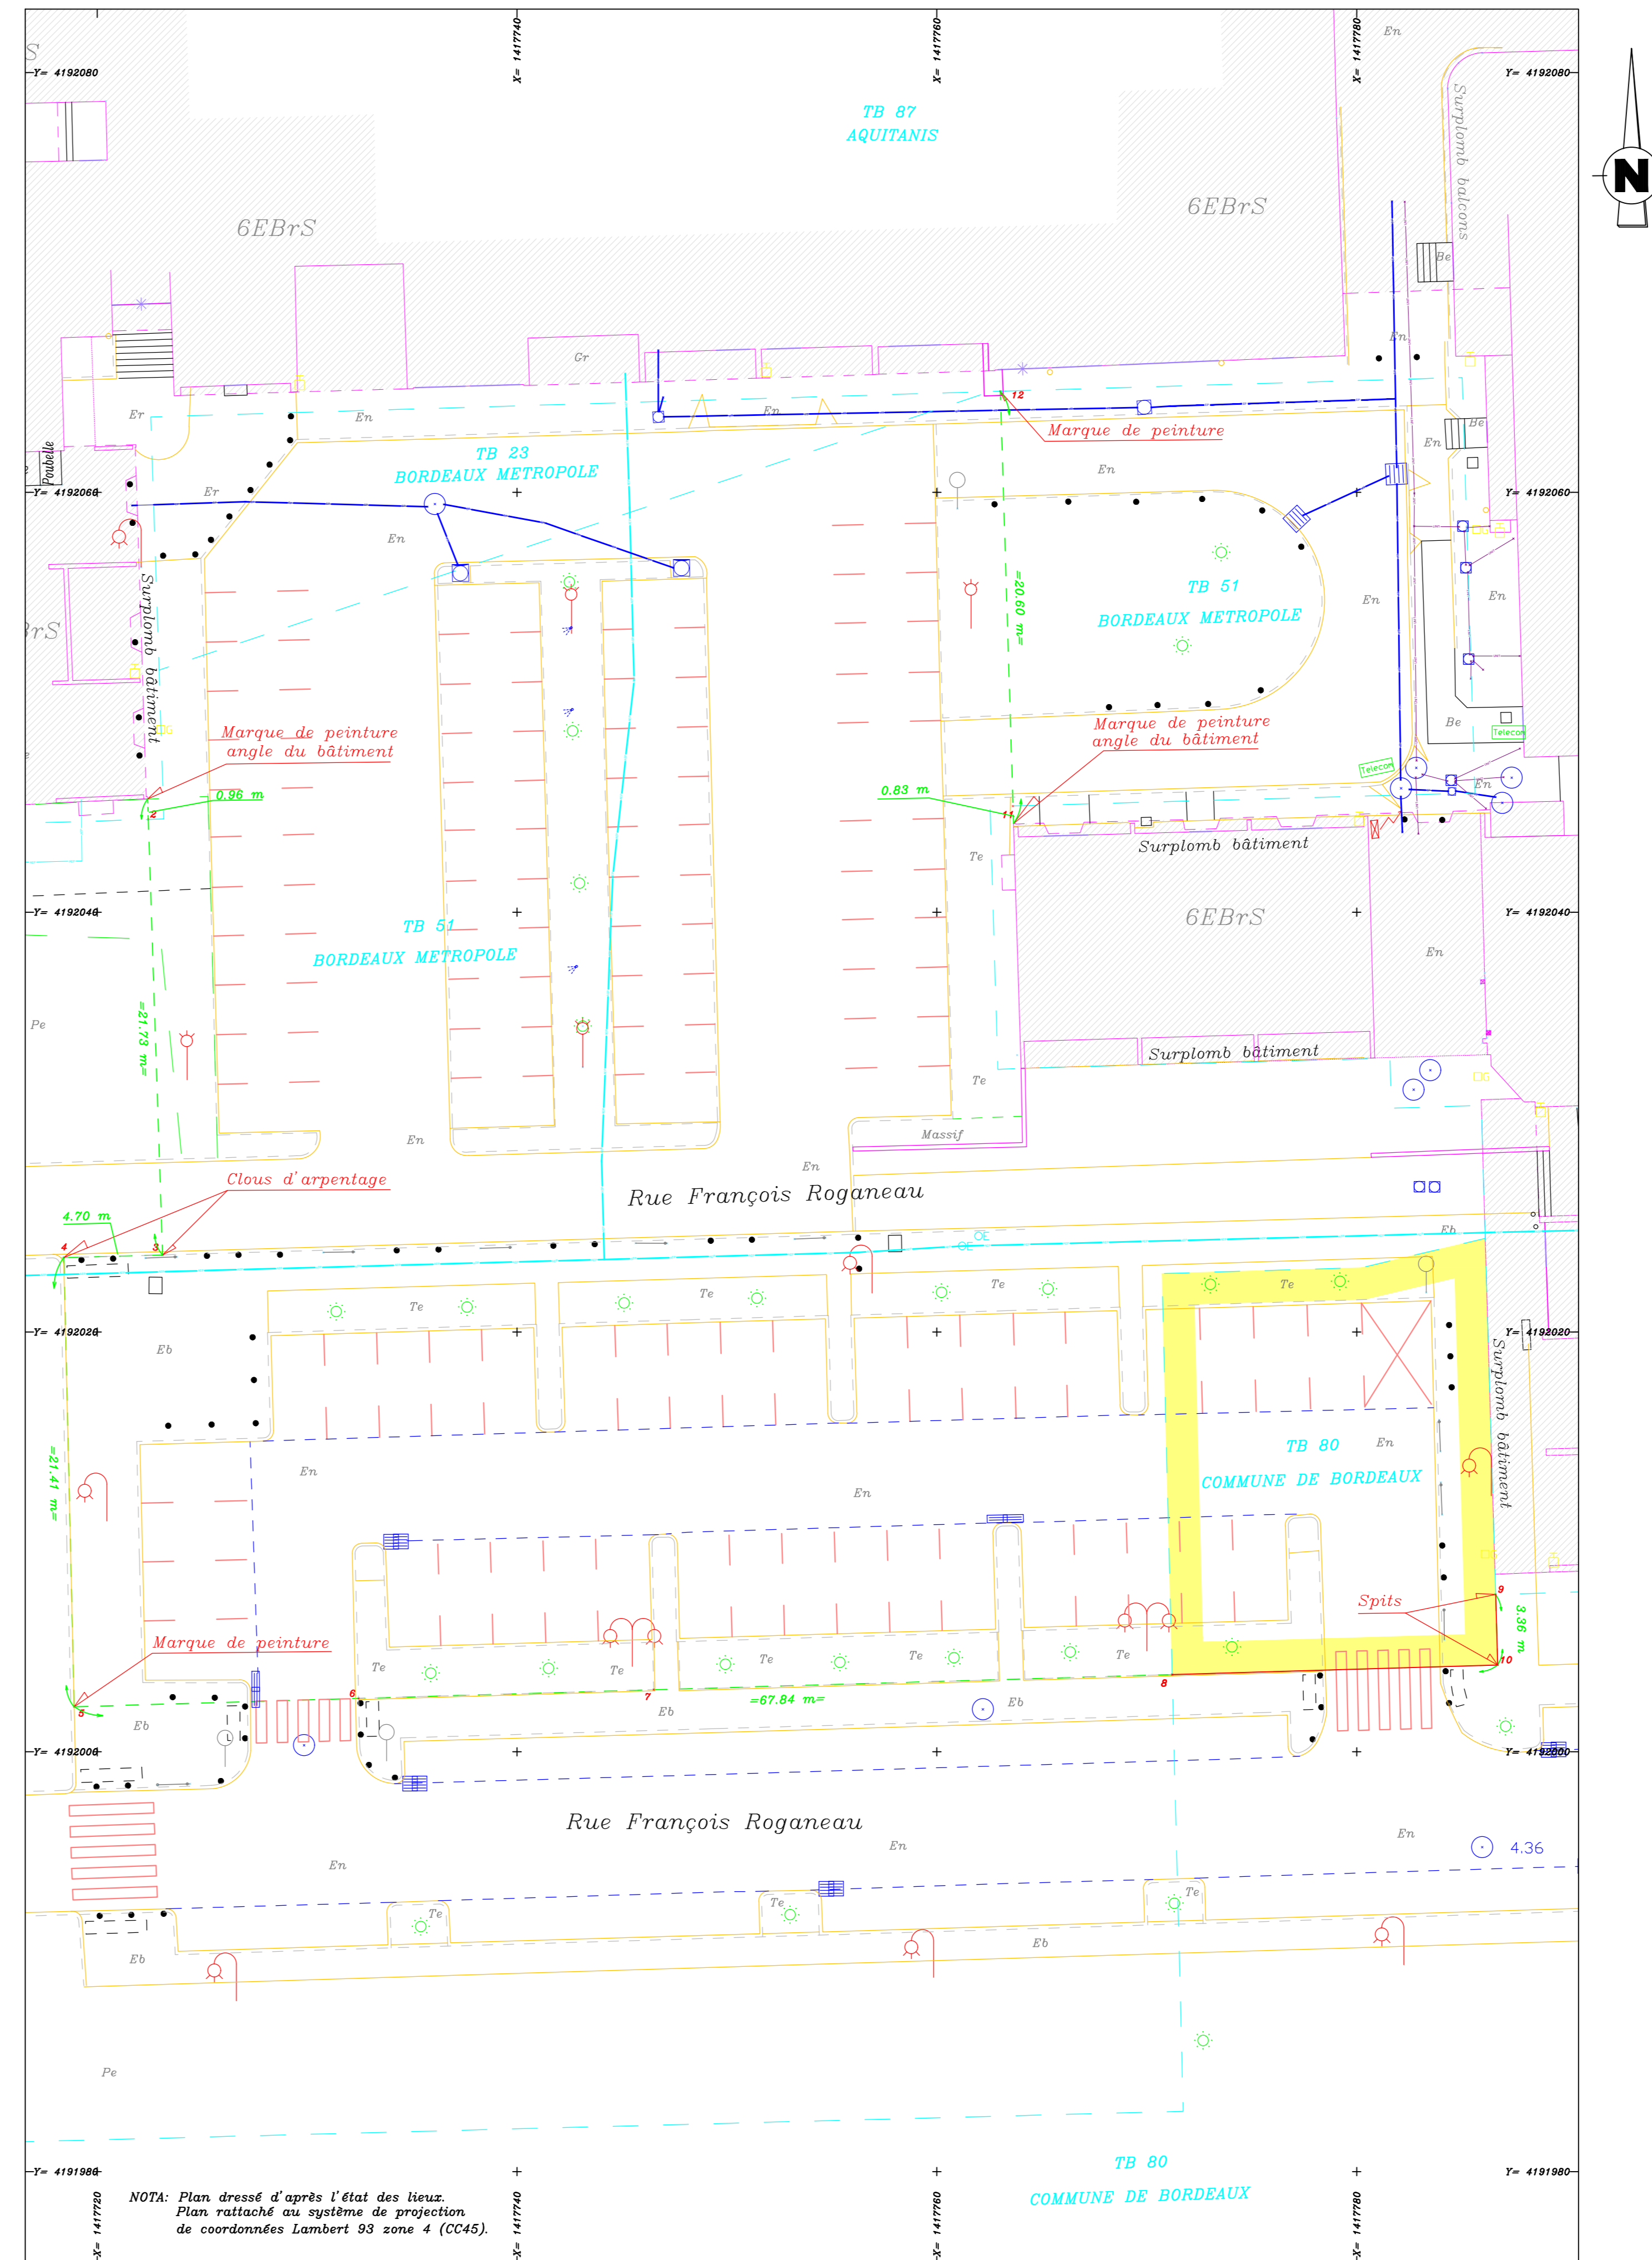 X= 1417740
X= 1417760
X= 1417780
En
S
Y= 4192080
Y= 4192080
TB 87
AQUITANIS
Surplomb balcons
N
6EBrS
6EBrS
Be
Gr
En
Er
En
En
12
Marque de peinture
Be
En
TB 23
BORDEAUX METROPOLE
Poubelle
En
Y= 4192060
Er
Y= 4192060
En
TB 51
BORDEAUX METROPOLE
En
En
=20.60 m=
BrS
Surplomb bâtiment
Marque de peinture
angle du bâtiment
Marque de peinture
angle du bâtiment
Be
Telecom
Telecom
0.96 m
2
0.83 m
11
En
Surplomb bâtiment
Te
Y= 4192040
TB 51
BORDEAUX METROPOLE
6EBrS
Y= 4192040
En
Pe
=21.73 m=
Surplomb bâtiment
Te
En
Massif
En
Clous d'arpentage
Rue François Roganeau
4.70 m
4
3
Eb
Œ
Œ
Te
Te
Te
Te
Y= 4192020
Y= 4192020
Eb
Surplomb bâtiment
TB 80
COMMUNE DE BORDEAUX
En
En
En
=21.41 m=
Spits
9
3.36 m
10
Marque de peinture
Te
Te
Te
Te
6
7
8
=67.84 m=
5
Eb
Eb
Eb
Y= 4192000
Y= 4192000
Rue François Roganeau
En
En
En
4.36
Te
Te
Te
Eb
Eb
Pe
TB 80
COMMUNE DE BORDEAUX
Y= 4191980
Y= 4191980
NOTA: Plan dressé d'après l'état des lieux.
Plan rattaché au système de projection
de coordonnées Lambert 93 zone 4 (CC45).
X= 1417720
X= 1417740
X= 1417760
X= 1417780